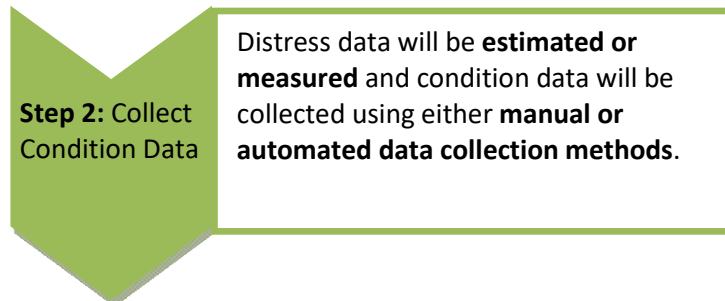 Step 2: Collect
Condition Data
Distress data will be estimated or
measured and condition data will be
collected using either manual or
automated data collection methods.